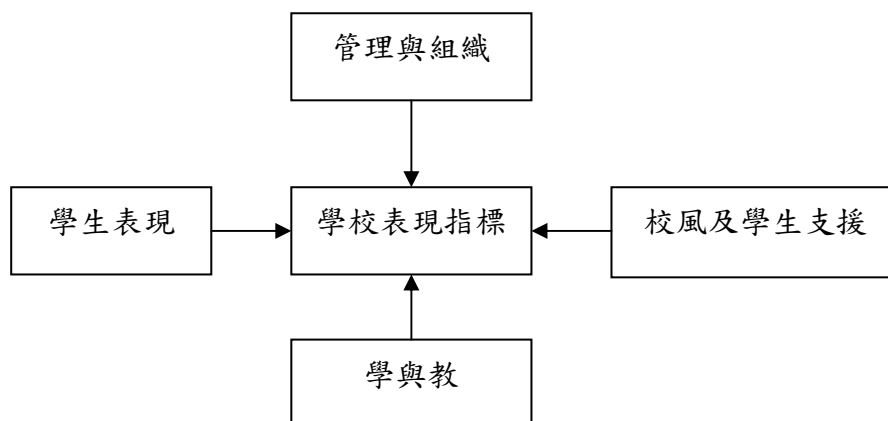 管理與組織
學生表現
學校表現指標
校風及學生支援
學與教